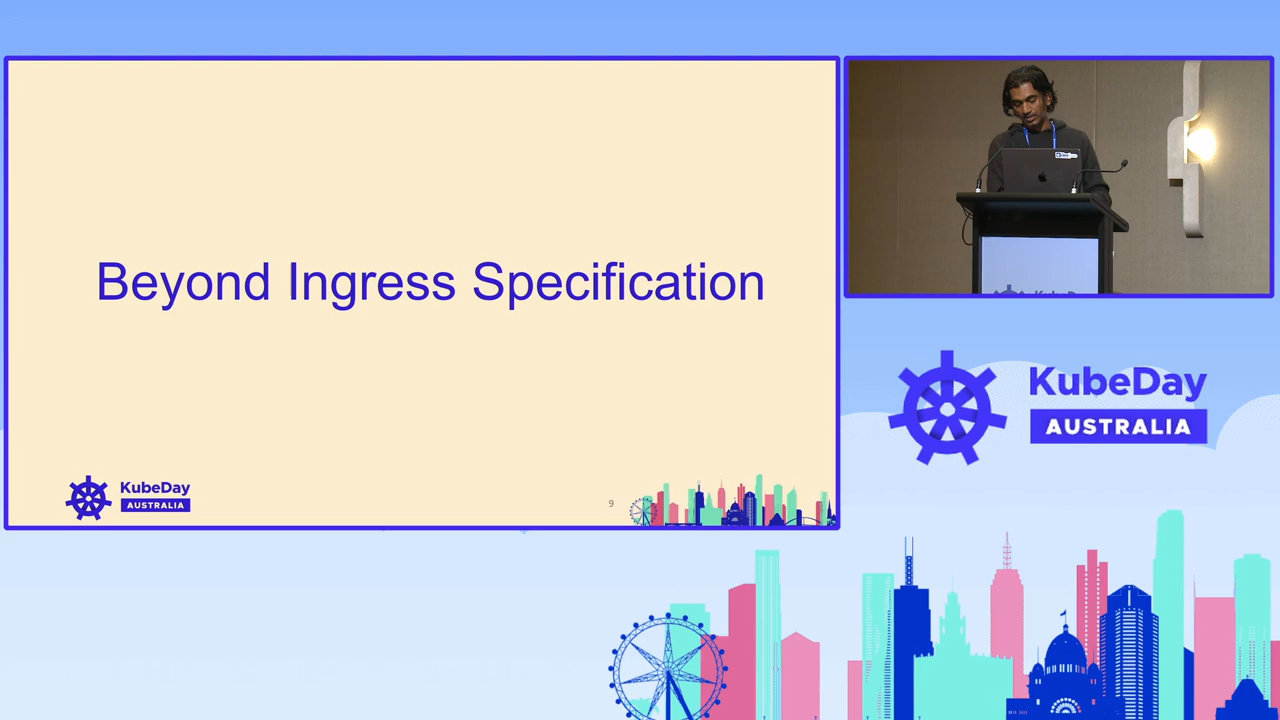 Beyond Ingress Specification
KubeDay
AUSTRALIA
9
KubeDay
AUSTRALIA